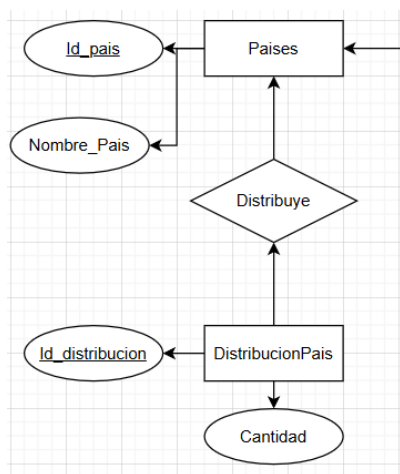 Id_pais
Paises
Nombre_Pais
Distribuye
Id_distribucion
DistribucionPais
Cantidad